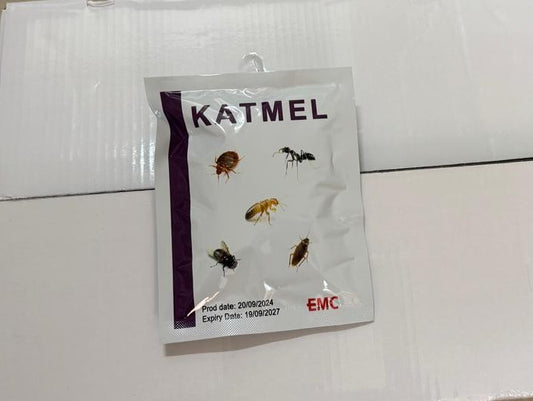 KATMEL
Prod date: 20/09/2024
Expiry Date: 19/09/2027
EMC